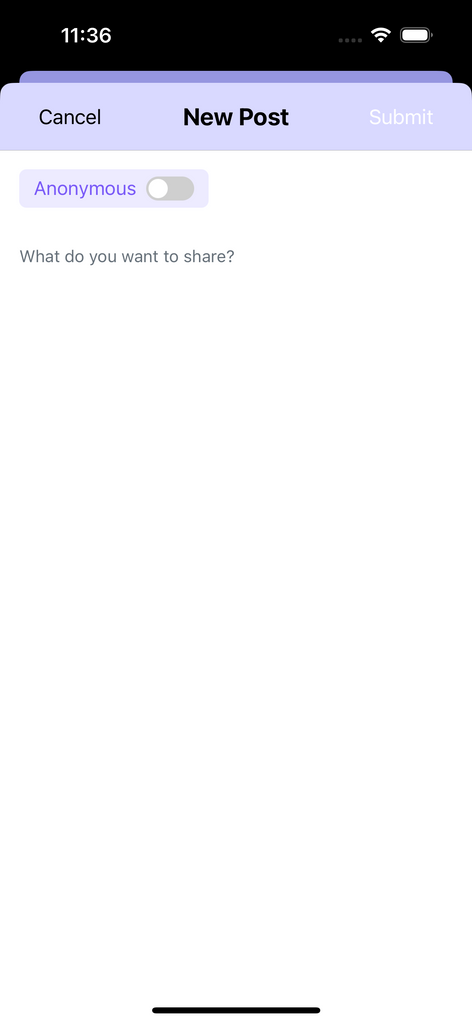 11:36
Cancel New Post Submit
Anonymous
What do you want to share?